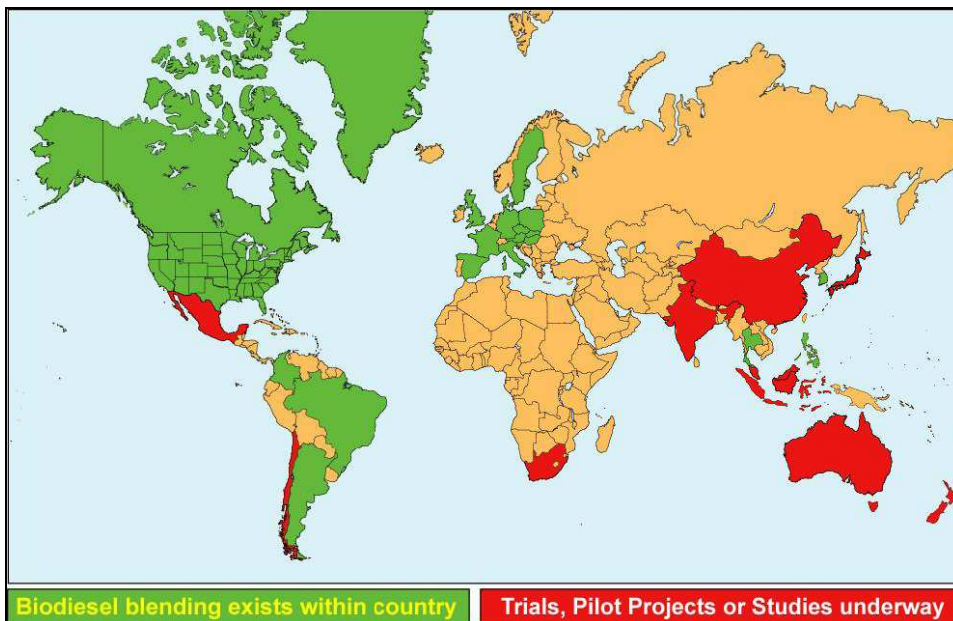 Biodiesel blending exists within country
Trials, Pilot Projects or Studies underway